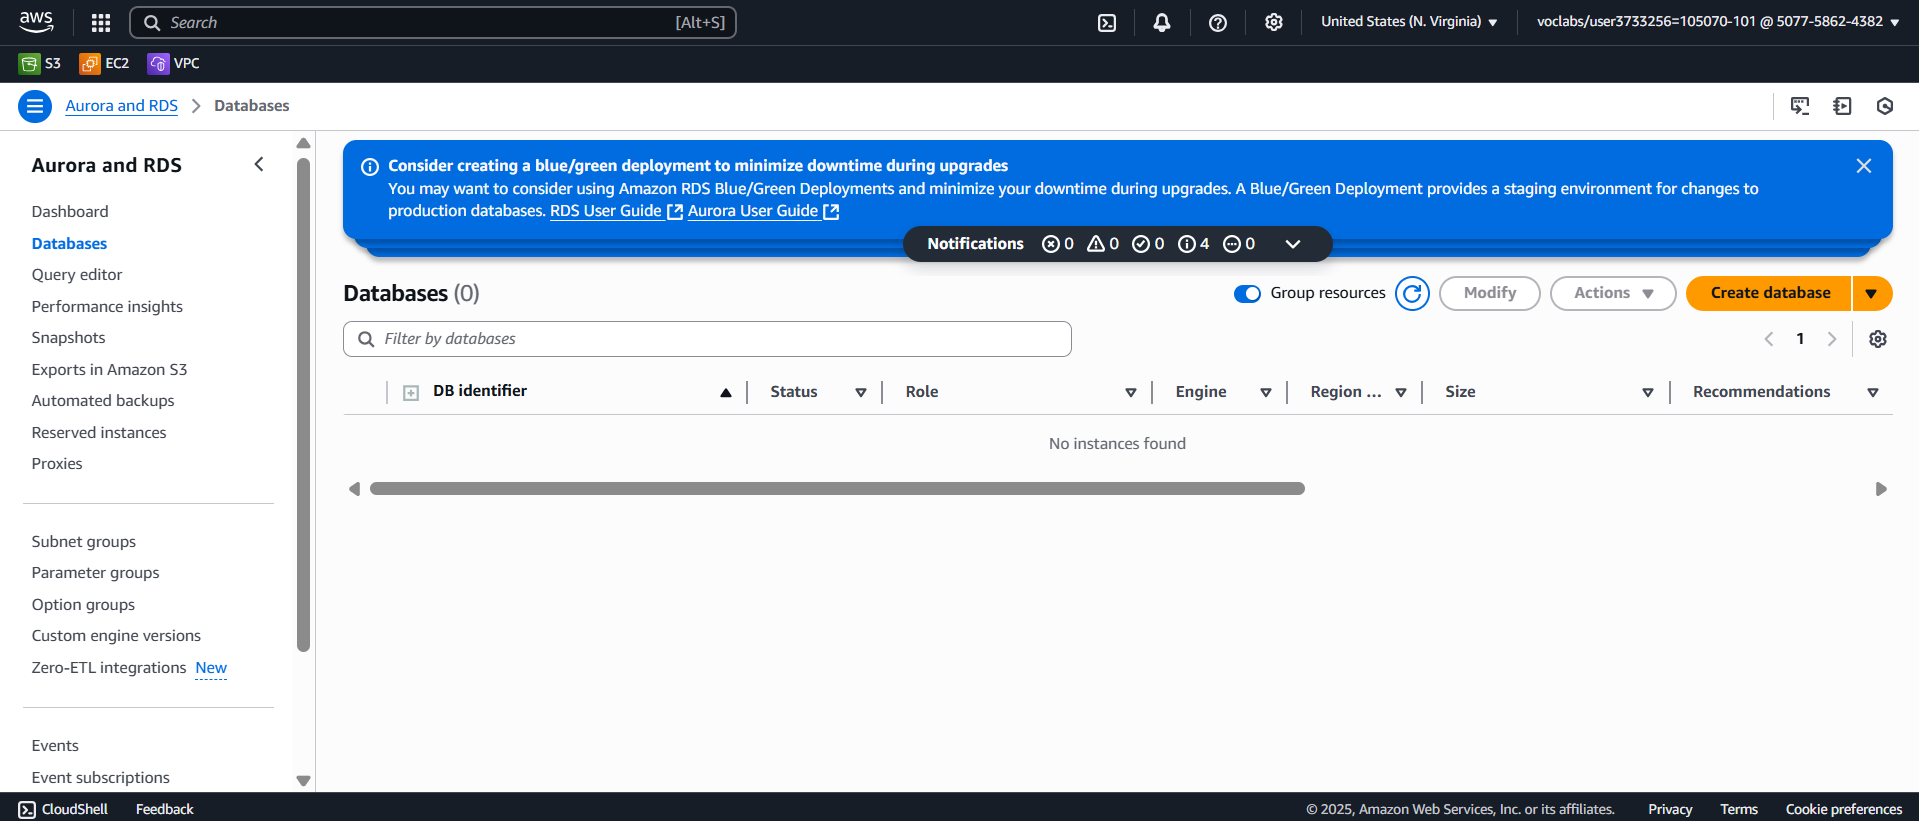 aws
Search [Alt+S]
United States (N. Virginia)
voclabs/user3733256=105070-101 @ 5077-5862-4382
S3 EC2 VPC
Aurora and RDS Databases
Aurora and RDS
Dashboard
Databases
Query editor
Performance insights
Snapshots
Exports in Amazon S3
Automated backups
Reserved instances
Proxies
Subnet groups
Parameter groups
Option groups
Custom engine versions
Zero-ETL integrations New
Events
Event subscriptions
Consider creating a blue/green deployment to minimize downtime during upgrades
You may want to consider using Amazon RDS Blue/Green Deployments and minimize your downtime during upgrades. A Blue/Green Deployment provides a staging environment for changes to
production databases. RDS User Guide Aurora User Guide
Notifications 0 0 0 4 0
Databases (0)
Group resources Modify Actions Create database
Filter by databases
1
DB identifier Status Role Engine Region ... Size Recommendations
No instances found
CloudShell Feedback
© 2025, Amazon Web Services, Inc. or its affiliates. Privacy Terms Cookie preferences